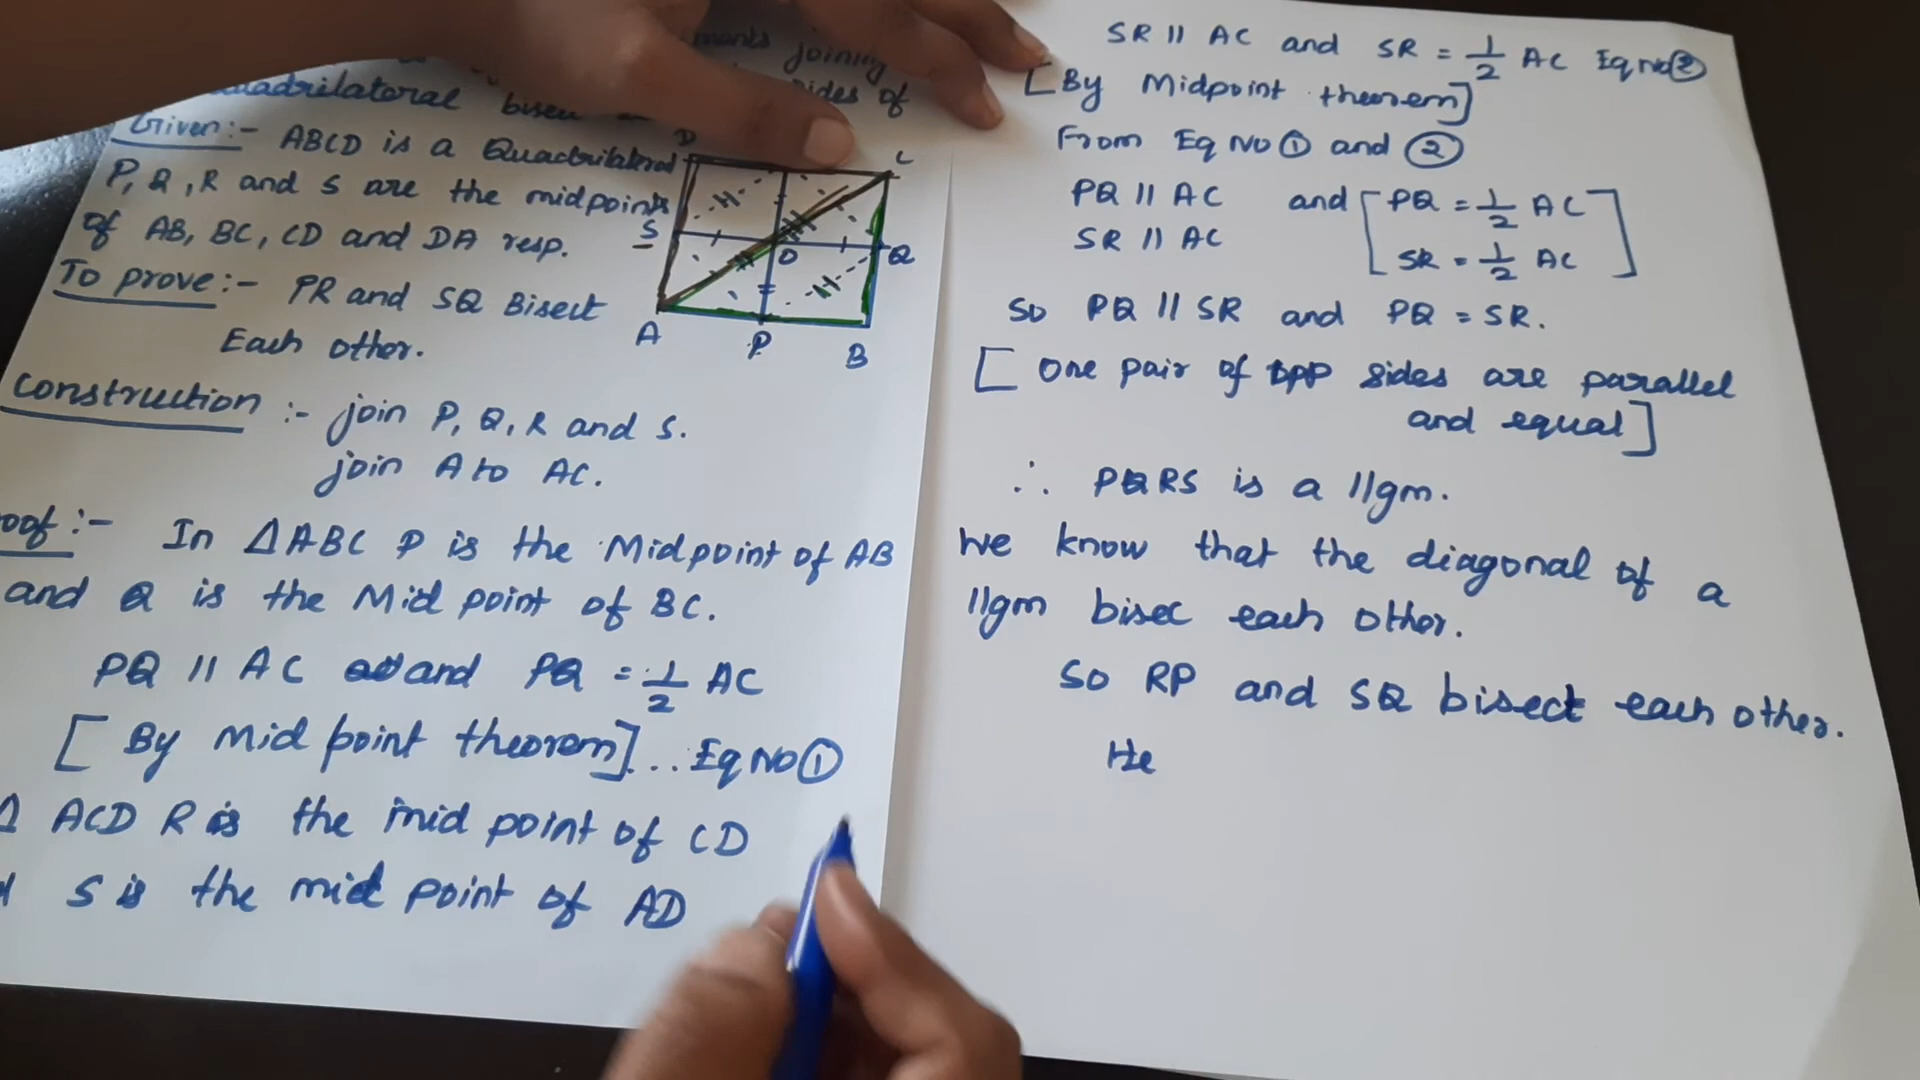 joining
Quadrilateral bisec sides of
Given:- ABCD is a Quadrilateral
P, Q, R and S are the midpoints
of AB, BC, CD and DA resp.
To prove:- PR and SQ Bisect
Each other.
Construction :- join P, Q, R and S.
join A to AC.
oof:- In ΔABC P is the Midpoint of AB
and Q is the Mid point of BC.
PQ || AC and PQ = 1/2 AC
[ By mid point theorem] .. Eq No ①
Δ ACD R is the mid point of CD
S is the mid point of AD
D
C
S
O
Q
A
P
B
SR || AC and SR = 1/2 AC Eq No ②
[By Midpoint theorem]
From Eq No ① and ②
PQ || AC and [PQ = 1/2 AC]
SR || AC [SR = 1/2 AC]
So PQ || SR and PQ = SR.
[ One pair of opp sides are parallel
and equal]
∴ PQRS is a ||gm.
We know that the diagonal of a
||gm bisec each other.
So RP and SQ bisect each other.
He